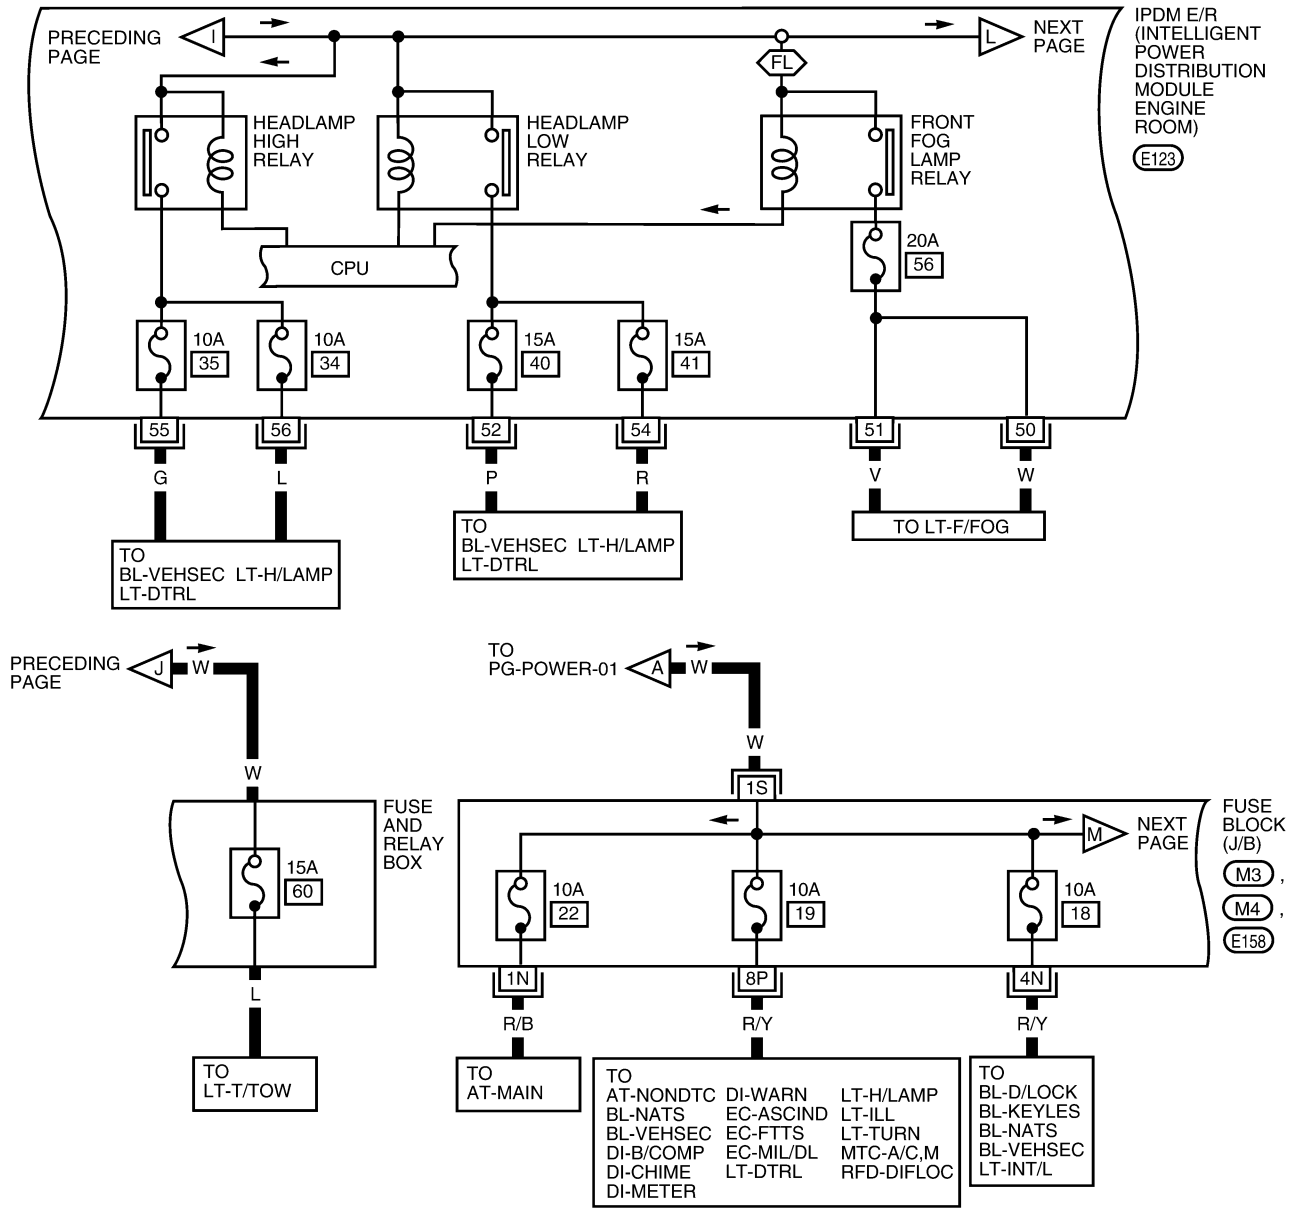 PRECEDING
PAGE
I
L
NEXT
PAGE
FL
IPDM E/R
(INTELLIGENT
POWER
DISTRIBUTION
MODULE
ENGINE
ROOM)
E123
HEADLAMP
HIGH
RELAY
HEADLAMP
LOW
RELAY
FRONT
FOG
LAMP
RELAY
CPU
20A
56
10A
35
10A
34
15A
40
15A
41
55
56
52
54
51
50
G
L
P
R
V
W
TO
BL-VEHSEC LT-H/LAMP
LT-DTRL
TO
BL-VEHSEC LT-H/LAMP
LT-DTRL
TO LT-F/FOG
PRECEDING
PAGE
J
W
W
TO
PG-POWER-01
A
W
W
1S
FUSE
AND
RELAY
BOX
15A
60
L
TO
LT-T/TOW
M
NEXT
PAGE
FUSE
BLOCK
(J/B)
M3 ,
M4 ,
E158
10A
22
10A
19
10A
18
1N
8P
4N
R/B
R/Y
R/Y
TO
AT-MAIN
TO
AT-NONDTC DI-WARN LT-H/LAMP
BL-NATS EC-ASCIND LT-ILL
BL-VEHSEC EC-FTTS LT-TURN
DI-B/COMP EC-MIL/DL MTC-A/C,M
DI-CHIME LT-DTRL RFD-DIFLOC
DI-METER
TO
BL-D/LOCK
BL-KEYLES
BL-NATS
BL-VEHSEC
LT-INT/L